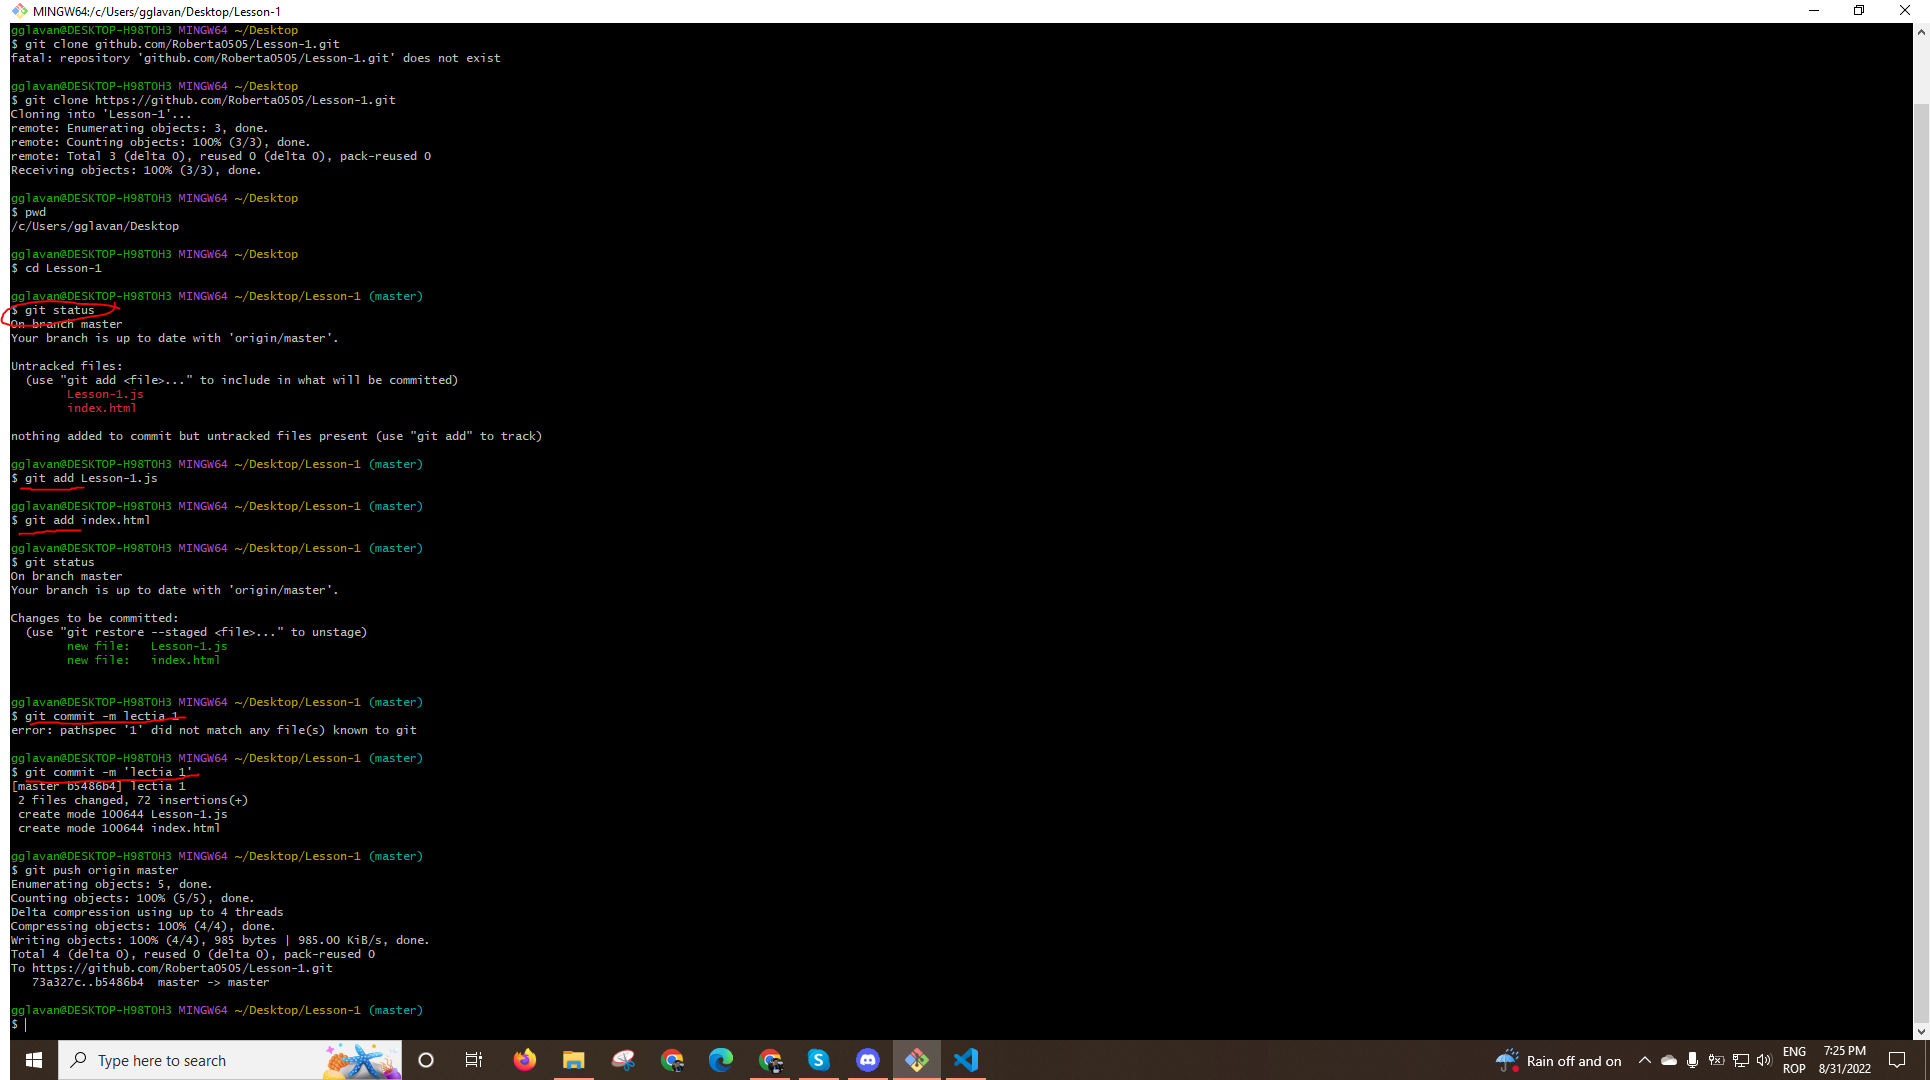 MINGW64:/c/Users/gglavan/Desktop/Lesson-1
gglavan@DESKTOP-H98TOH3 MINGW64 ~/Desktop
$ git clone github.com/Roberta0505/Lesson-1.git
fatal: repository 'github.com/Roberta0505/Lesson-1.git' does not exist
gglavan@DESKTOP-H98TOH3 MINGW64 ~/Desktop
$ git clone https://github.com/Roberta0505/Lesson-1.git
Cloning into 'Lesson-1'...
remote: Enumerating objects: 3, done.
remote: Counting objects: 100% (3/3), done.
remote: Total 3 (delta 0), reused 0 (delta 0), pack-reused 0
Receiving objects: 100% (3/3), done.
gglavan@DESKTOP-H98TOH3 MINGW64 ~/Desktop
$ pwd
/c/Users/gglavan/Desktop
gglavan@DESKTOP-H98TOH3 MINGW64 ~/Desktop
$ cd Lesson-1
gglavan@DESKTOP-H98TOH3 MINGW64 ~/Desktop/Lesson-1 (master)
$ git status
On branch master
Your branch is up to date with 'origin/master'.
Untracked files:
(use "git add <file>..." to include in what will be committed)
Lesson-1.js
index.html
nothing added to commit but untracked files present (use "git add" to track)
gglavan@DESKTOP-H98TOH3 MINGW64 ~/Desktop/Lesson-1 (master)
$ git add Lesson-1.js
gglavan@DESKTOP-H98TOH3 MINGW64 ~/Desktop/Lesson-1 (master)
$ git add index.html
gglavan@DESKTOP-H98TOH3 MINGW64 ~/Desktop/Lesson-1 (master)
$ git status
On branch master
Your branch is up to date with 'origin/master'.
Changes to be committed:
(use "git restore --staged <file>..." to unstage)
new file:   Lesson-1.js
new file:   index.html
gglavan@DESKTOP-H98TOH3 MINGW64 ~/Desktop/Lesson-1 (master)
$ git commit -m lectia 1
error: pathspec '1' did not match any file(s) known to git
gglavan@DESKTOP-H98TOH3 MINGW64 ~/Desktop/Lesson-1 (master)
$ git commit -m 'lectia 1'
[master b5486b4] lectia 1
2 files changed, 72 insertions(+)
create mode 100644 Lesson-1.js
create mode 100644 index.html
gglavan@DESKTOP-H98TOH3 MINGW64 ~/Desktop/Lesson-1 (master)
$ git push origin master
Enumerating objects: 5, done.
Counting objects: 100% (5/5), done.
Delta compression using up to 4 threads
Compressing objects: 100% (4/4), done.
Writing objects: 100% (4/4), 985 bytes | 985.00 KiB/s, done.
Total 4 (delta 0), reused 0 (delta 0), pack-reused 0
To https://github.com/Roberta0505/Lesson-1.git
73a327c..b5486b4  master -> master
gglavan@DESKTOP-H98TOH3 MINGW64 ~/Desktop/Lesson-1 (master)
$
Type here to search
Rain off and on
ENG
ROP
7:25 PM
8/31/2022